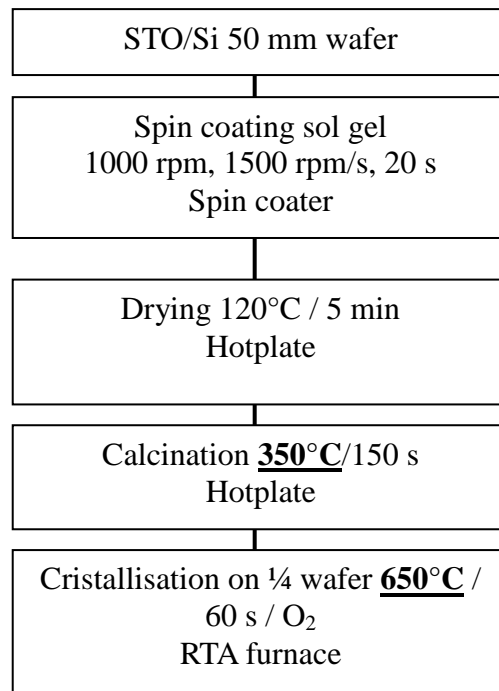 STO/Si 50 mm wafer
Spin coating sol gel
1000 rpm, 1500 rpm/s, 20 s
Spin coater
Drying 120°C / 5 min
Hotplate
Calcination 350°C/150 s
Hotplate
Cristallisation on ¼ wafer 650°C /
60 s / O₂
RTA furnace